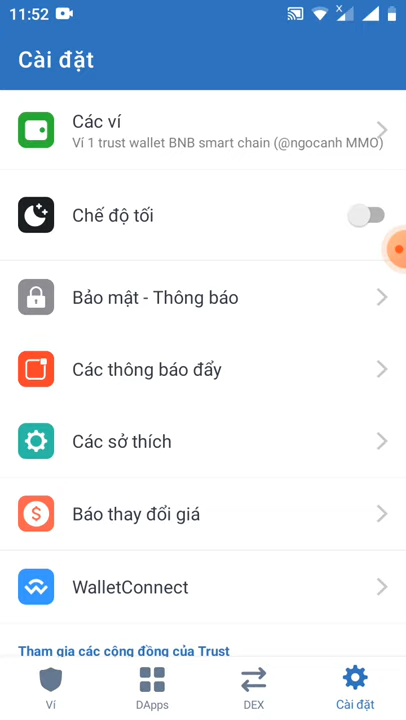 11:52
Cài đặt
Các ví
Ví 1 trust wallet BNB smart chain (@ngocanh MMO)
Chế độ tối
Bảo mật - Thông báo
Các thông báo đẩy
Các sở thích
Báo thay đổi giá
WalletConnect
Tham gia các cộng đồng của Trust
Ví
DApps
DEX
Cài đặt